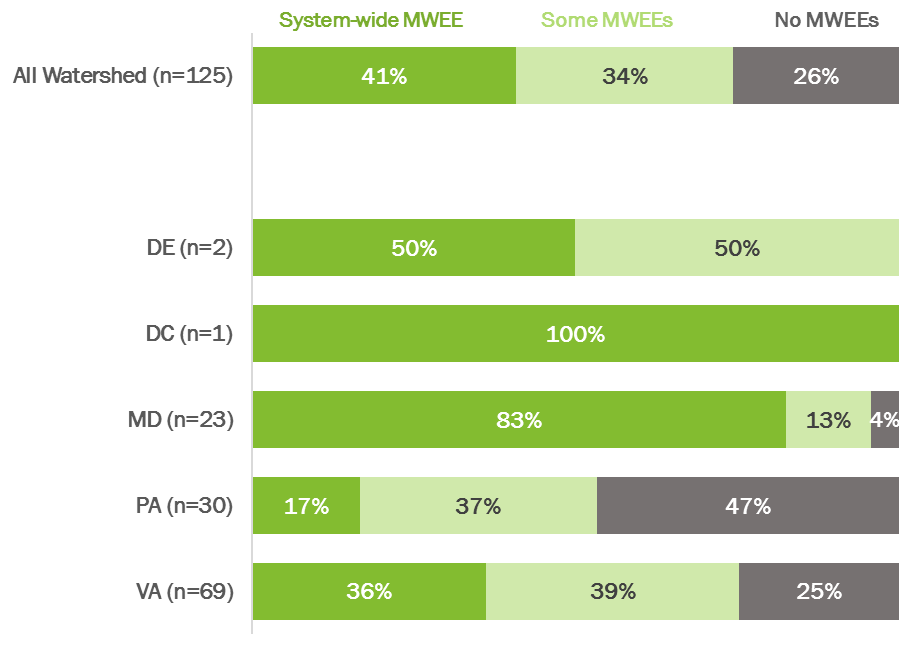 System-wide MWEE Some MWEEs No MWEEs
All Watershed (n=125) 41% 34% 26%
DE (n=2) 50% 50%
DC (n=1) 100%
MD (n=23) 83% 13% 4%
PA (n=30) 17% 37% 47%
VA (n=69) 36% 39% 25%